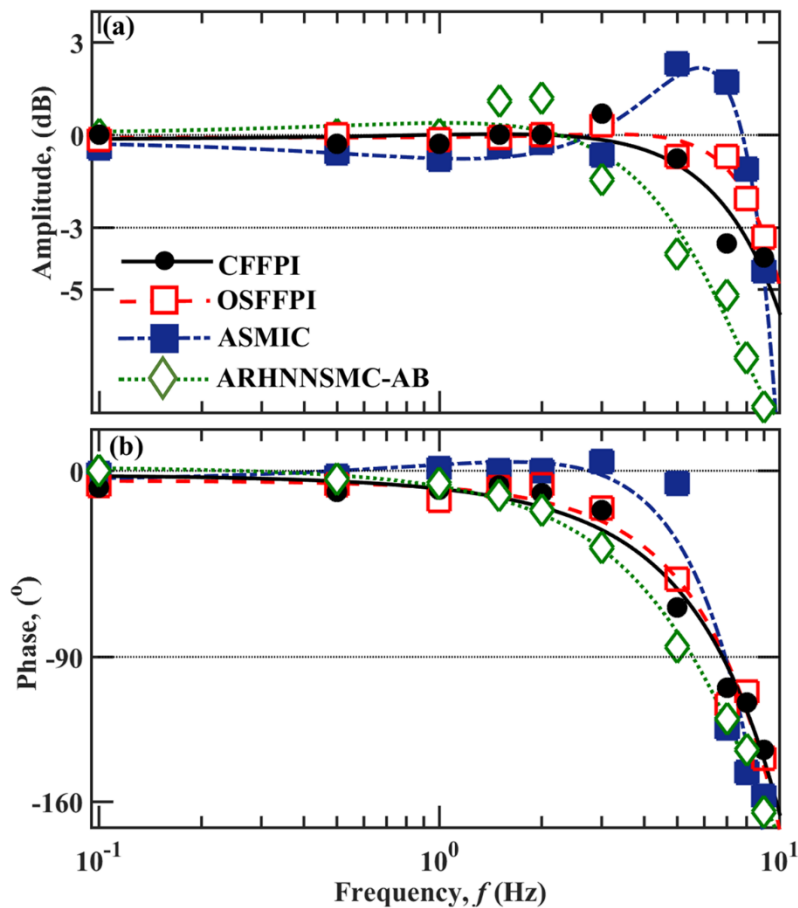 (a)
3
0
-3
-5
Amplitude, (dB)
CFFPI
OSFFPI
ASMIC
ARHNNSMC-AB
(b)
0
-90
-160
Phase, (⁰)
10⁻¹ 10⁰ 10¹
Frequency, f (Hz)